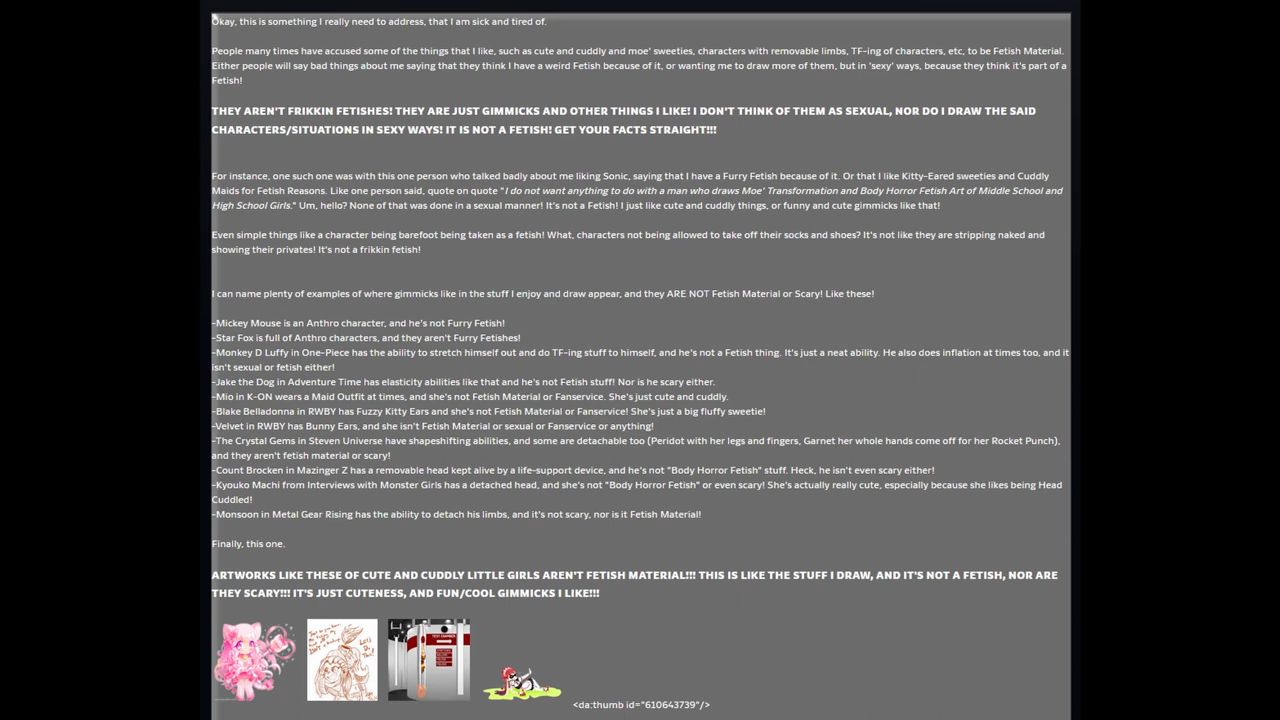 Okay, this is something I really need to address, that I am sick and tired of.
People many times have accused some of the things that I like, such as cute and cuddly and moe' sweeties, characters with removable limbs, TF-ing of characters, etc, to be Fetish Material.
Either people will say bad things about me saying that they think I have a weird Fetish because of it, or wanting me to draw more of them, but in 'sexy' ways, because they think it's part of a
Fetish!
THEY AREN'T FRIKKIN FETISHES! THEY ARE JUST GIMMICKS AND OTHER THINGS I LIKE! I DON'T THINK OF THEM AS SEXUAL, NOR DO I DRAW THE SAID
CHARACTERS/SITUATIONS IN SEXY WAYS! IT IS NOT A FETISH! GET YOUR FACTS STRAIGHT!!!
For instance, one such one was with this one person who talked badly about me liking Sonic, saying that I have a Furry Fetish because of it. Or that I like Kitty-Eared sweeties and Cuddly
Maids for Fetish Reasons. Like one person said, quote on quote "I do not want anything to do with a man who draws Moe' Transformation and Body Horror Fetish Art of Middle School and
High School Girls." Um, hello? None of that was done in a sexual manner! It's not a Fetish! I just like cute and cuddly things, or funny and cute gimmicks like that!
Even simple things like a character being barefoot being taken as a fetish! What, characters not being allowed to take off their socks and shoes? It's not like they are stripping naked and
showing their privates! It's not a frikkin fetish!
I can name plenty of examples of where gimmicks like in the stuff I enjoy and draw appear, and they ARE NOT Fetish Material or Scary! Like these!
-Mickey Mouse is an Anthro character, and he's not Furry Fetish!
-Star Fox is full of Anthro characters, and they aren't Furry Fetishes!
-Monkey D Luffy in One-Piece has the ability to stretch himself out and do TF-ing stuff to himself, and he's not a Fetish thing. It's just a neat ability. He also does inflation at times too, and it
isn't sexual or fetish either!
-Jake the Dog in Adventure Time has elasticity abilities like that and he's not Fetish stuff! Nor is he scary either.
-Mio in K-ON wears a Maid Outfit at times, and she's not Fetish Material or Fanservice. She's just cute and cuddly.
-Blake Belladonna in RWBY has Fuzzy Kitty Ears and she's not Fetish Material or Fanservice! She's just a big fluffy sweetie!
-Velvet in RWBY has Bunny Ears, and she isn't Fetish Material or sexual or Fanservice or anything!
-The Crystal Gems in Steven Universe have shapeshifting abilities, and some are detachable too (Peridot with her legs and fingers, Garnet her whole hands come off for her Rocket Punch),
and they aren't fetish material or scary!
-Count Brocken in Mazinger Z has a removable head kept alive by a life-support device, and he's not "Body Horror Fetish" stuff. Heck, he isn't even scary either!
-Kyouko Machi from Interviews with Monster Girls has a detached head, and she's not "Body Horror Fetish" or even scary! She's actually really cute, especially because she likes being Head
Cuddled!
-Monsoon in Metal Gear Rising has the ability to detach his limbs, and it's not scary, nor is it Fetish Material!
Finally, this one.
ARTWORKS LIKE THESE OF CUTE AND CUDDLY LITTLE GIRLS AREN'T FETISH MATERIAL!!! THIS IS LIKE THE STUFF I DRAW, AND IT'S NOT A FETISH, NOR ARE
THEY SCARY!!! IT'S JUST CUTENESS, AND FUN/COOL GIMMICKS I LIKE!!!
<da:thumb id="610643739"/>